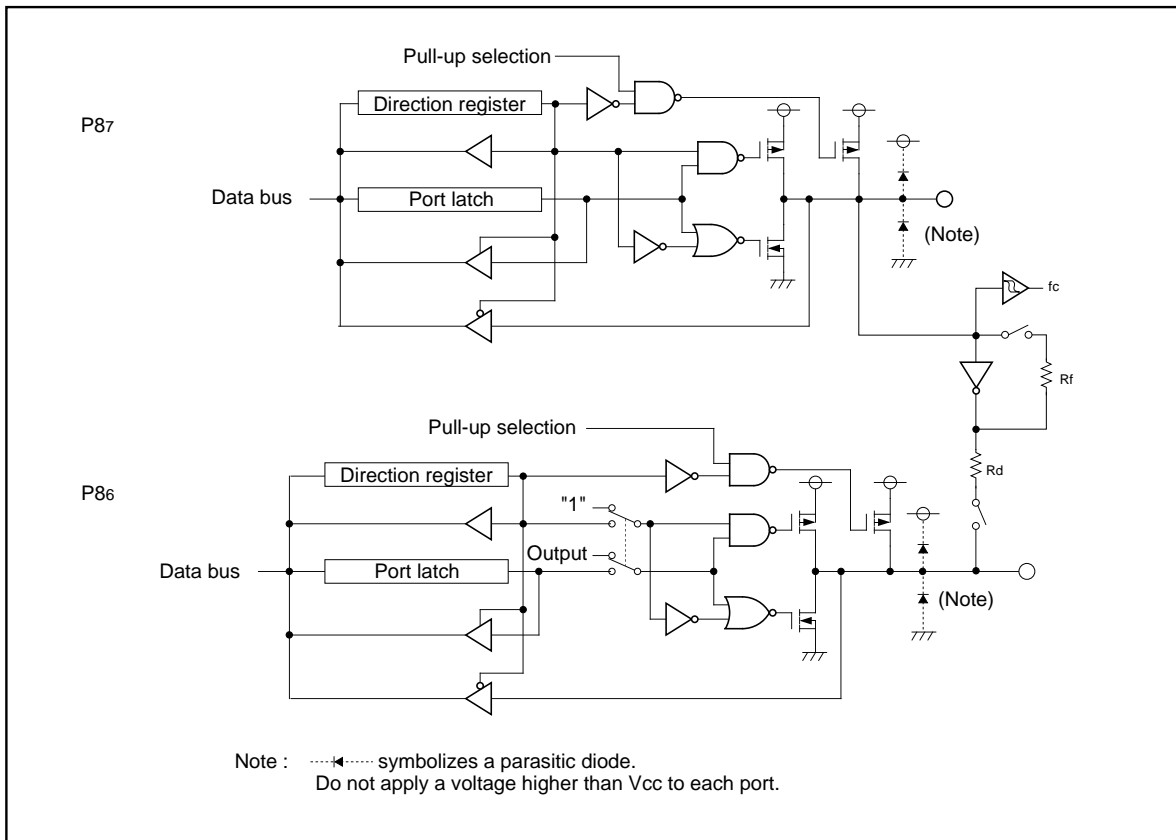 Pull-up selection
Direction register
P87
Data bus
Port latch
(Note)
fc
Rf
Pull-up selection
Rd
Direction register
P86
"1"
Output
Data bus
Port latch
(Note)
Note : symbolizes a parasitic diode.
Do not apply a voltage higher than Vcc to each port.